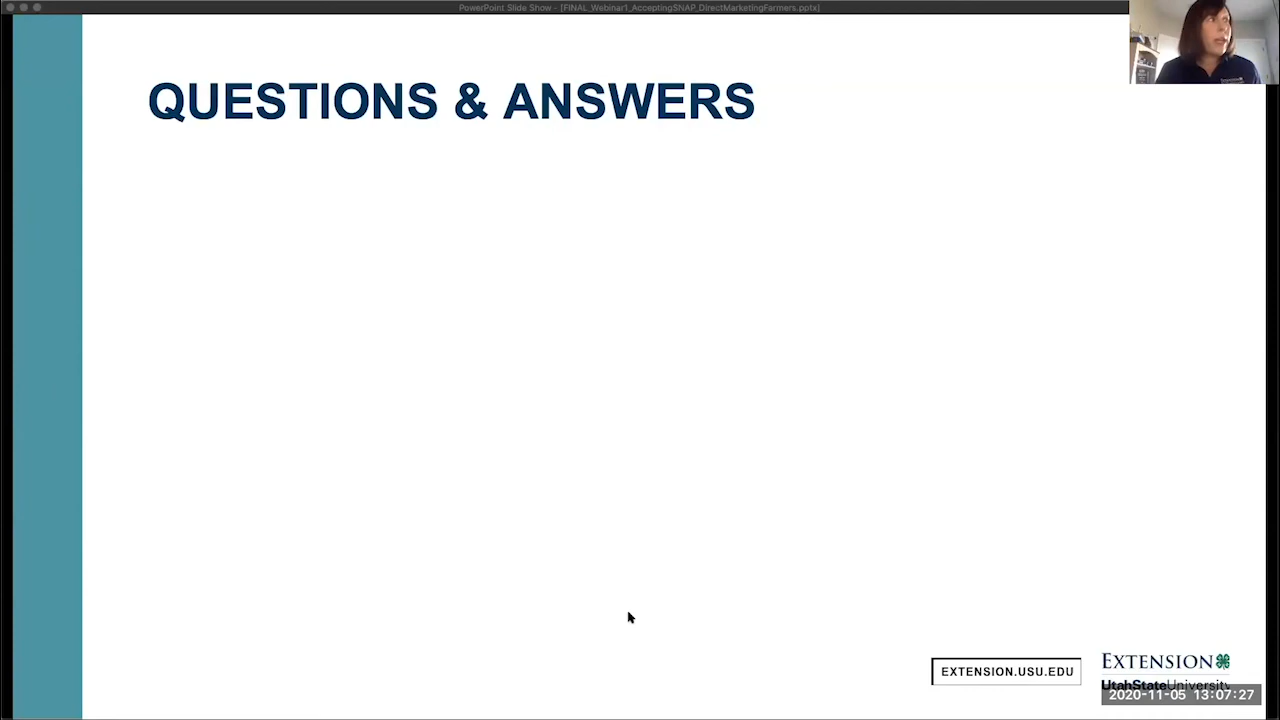 PowerPoint Slide Show - [FINAL_Webinar1_AcceptingSNAP_DirectMarketingFarmers.pptx]
QUESTIONS & ANSWERS
EXTENSION.USU.EDU
EXTENSION
UtahStateUniversity
2020-11-05 13:07:27